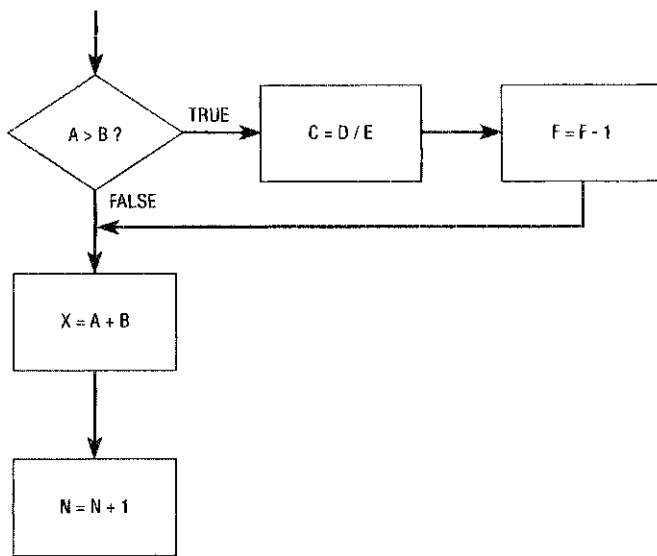 A > B ?
TRUE
C = D / E
F = F - 1
FALSE
X = A + B
N = N + 1